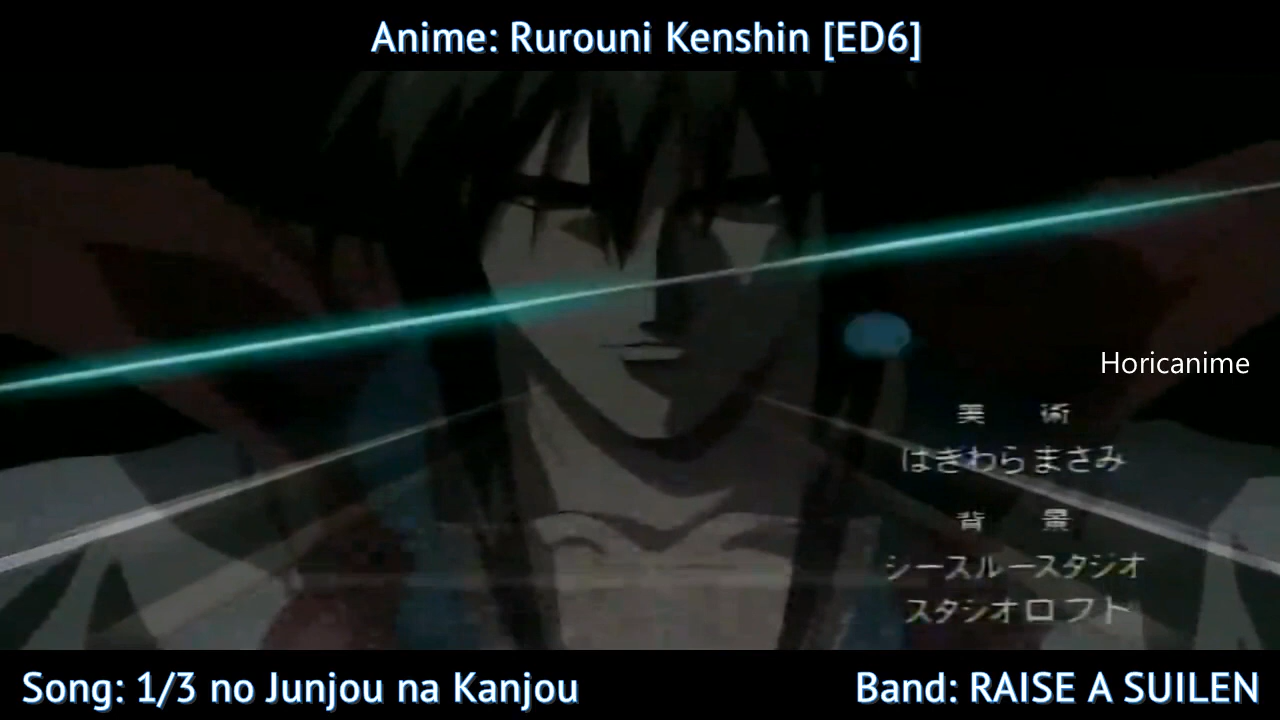 Anime: Rurouni Kenshin [ED6]
Horicanime
美 術
はぎわらまさみ
背 景
シースルースタジオ
スタジオロフト
Song: 1/3 no Junjou na Kanjou
Band: RAISE A SUILEN